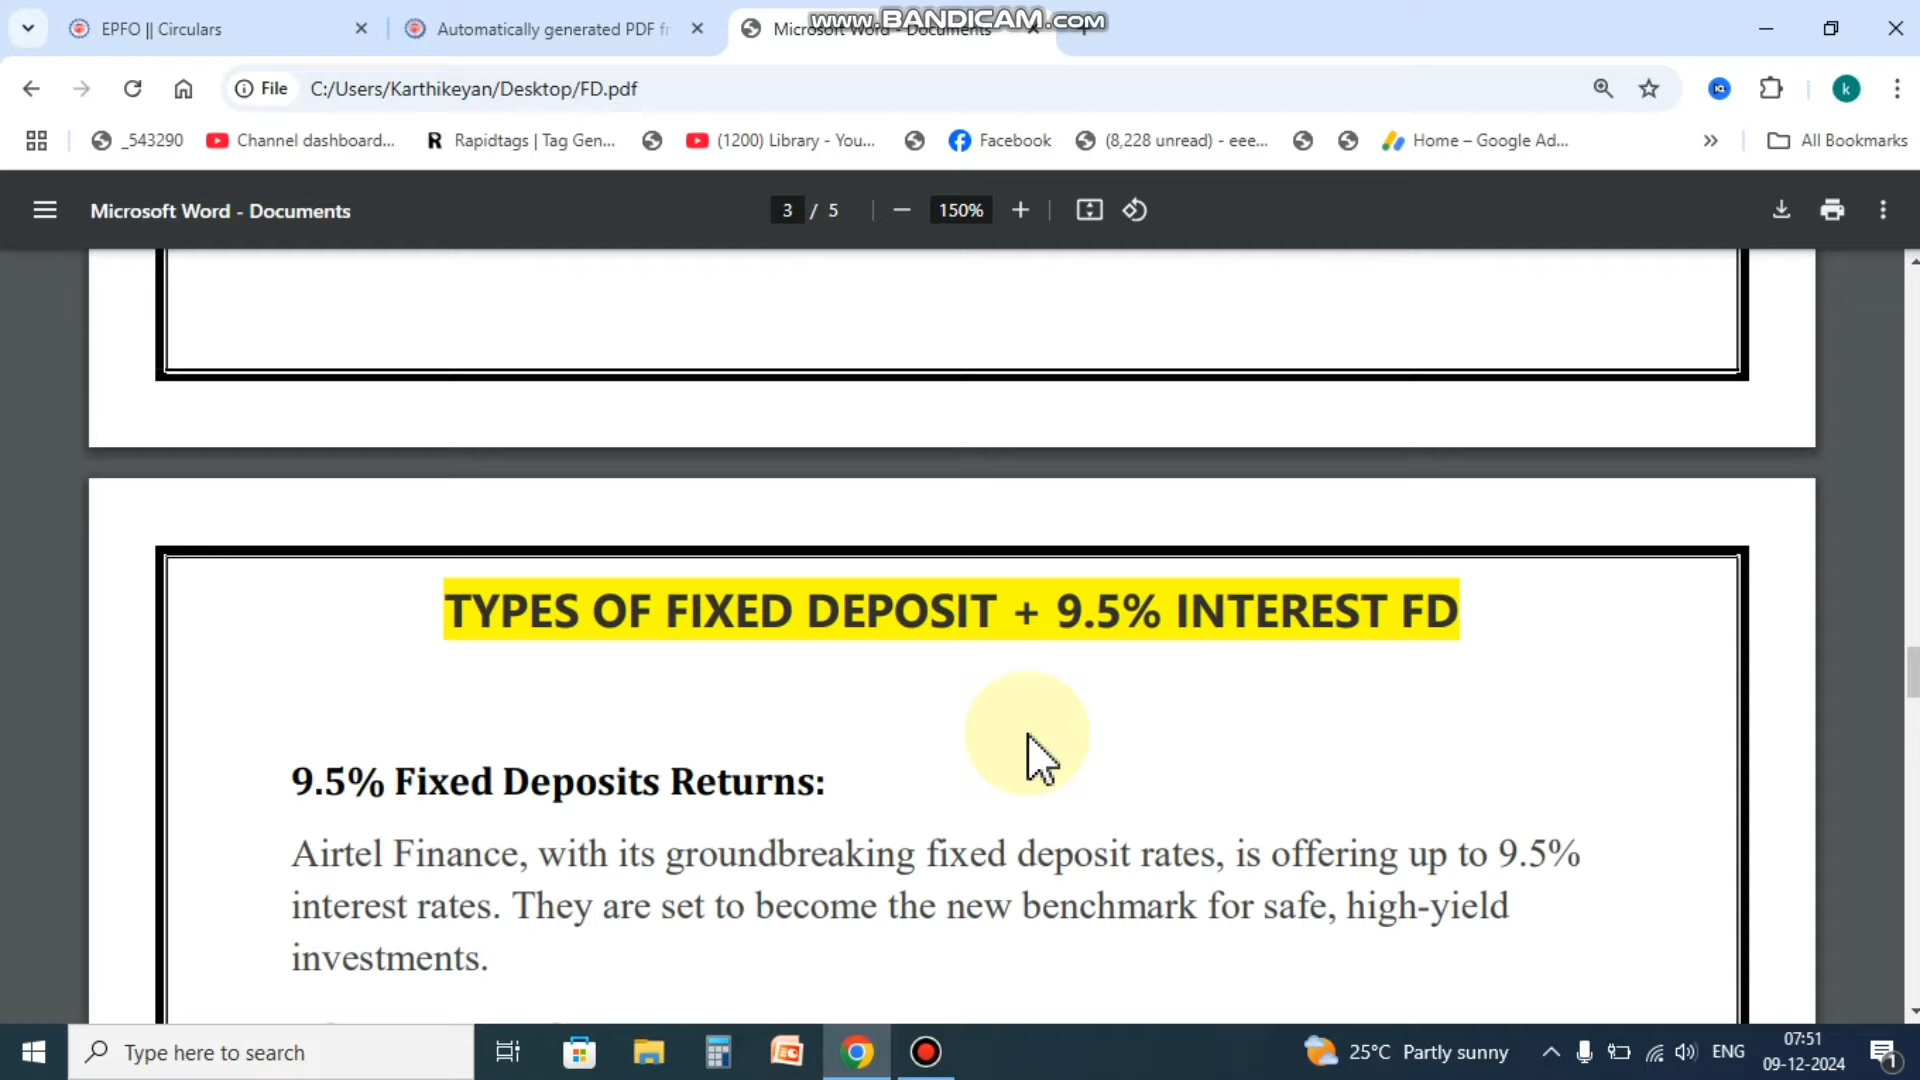 www.BANDICAM.com
EPFO || Circulars
Automatically generated PDF fr
Microsoft Word - Documents
File
C:/Users/Karthikeyan/Desktop/FD.pdf
k
_543290
Channel dashboard...
Rapidtags | Tag Gen...
(1200) Library - You...
Facebook
(8,228 unread) - eee...
Home – Google Ad...
All Bookmarks
Microsoft Word - Documents
3 / 5
150%
TYPES OF FIXED DEPOSIT + 9.5% INTEREST FD
9.5% Fixed Deposits Returns:
Airtel Finance, with its groundbreaking fixed deposit rates, is offering up to 9.5%
interest rates. They are set to become the new benchmark for safe, high-yield
investments.
Type here to search
25°C Partly sunny
ENG
07:51
09-12-2024
1